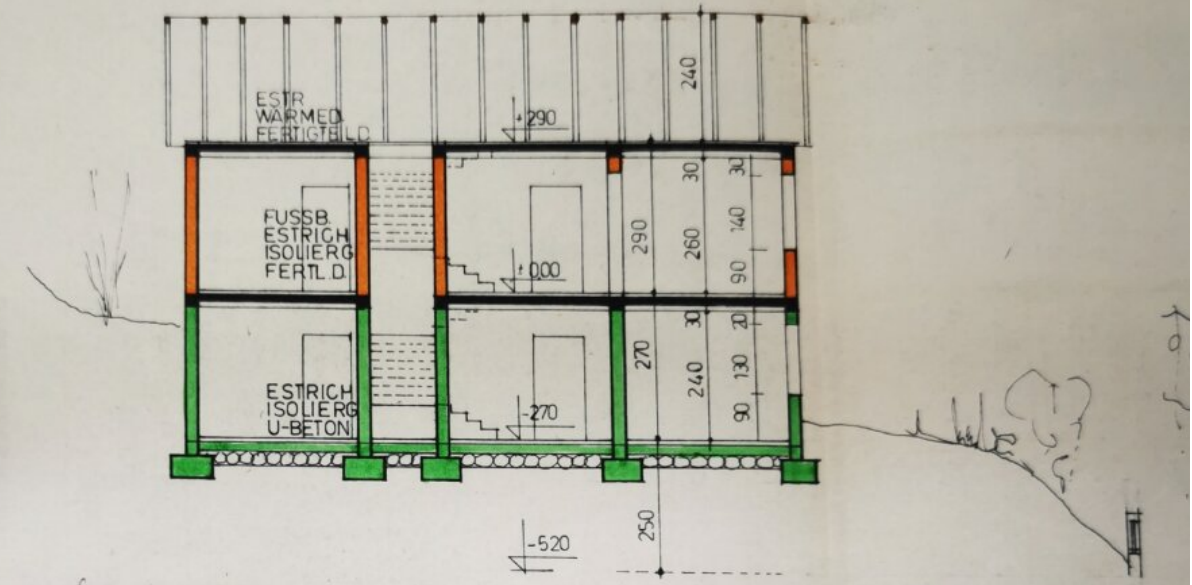 240
ESTR
WÄRMED.
FERTIGTEILD
+290
30
30
FUSSB.
ESTRICH
ISOLIERG
FERTL.D.
290
260
140
±0,00
90
30
20
270
240
130
ESTRICH
ISOLIERG
U-BETON
-270
90
250
-520